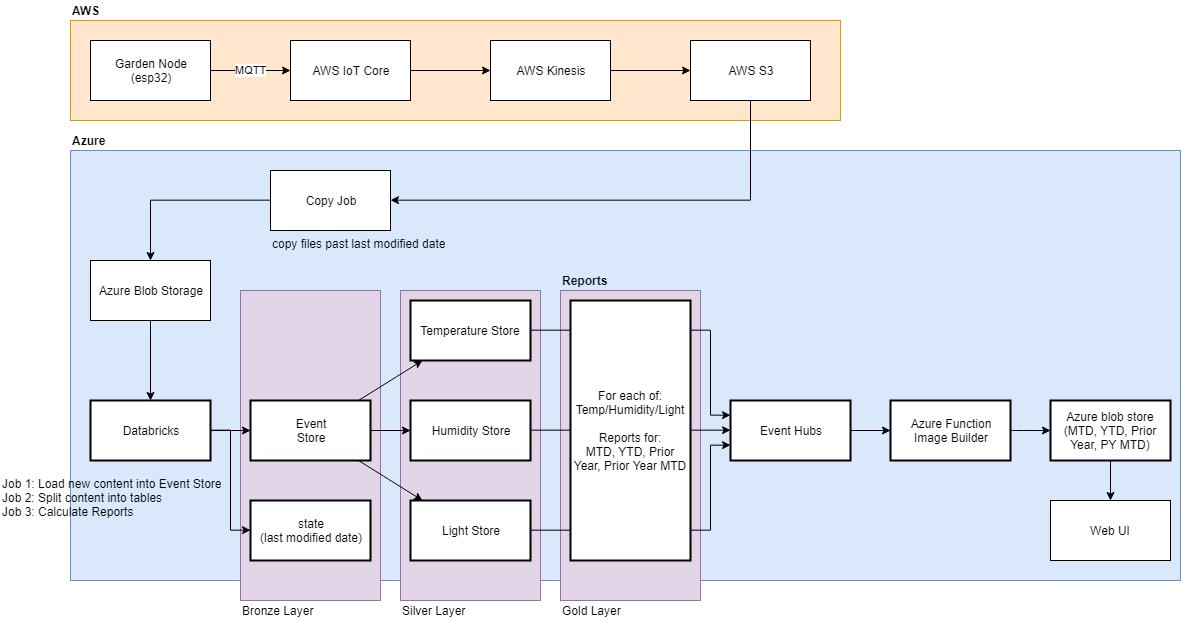 AWS
Garden Node
(esp32)
MQTT
AWS IoT Core
AWS Kinesis
AWS S3
Azure
Copy Job
copy files past last modified date
Azure Blob Storage
Reports
Temperature Store
For each of:
Temp/Humidity/Light
Reports for:
MTD, YTD, Prior
Year, Prior Year MTD
Databricks
Event
Store
Humidity Store
Event Hubs
Azure Function
Image Builder
Azure blob store
(MTD, YTD, Prior
Year, PY MTD)
Job 1: Load new content into Event Store
Job 2: Split content into tables
Job 3: Calculate Reports
state
(last modified date)
Light Store
Web UI
Bronze Layer
Silver Layer
Gold Layer